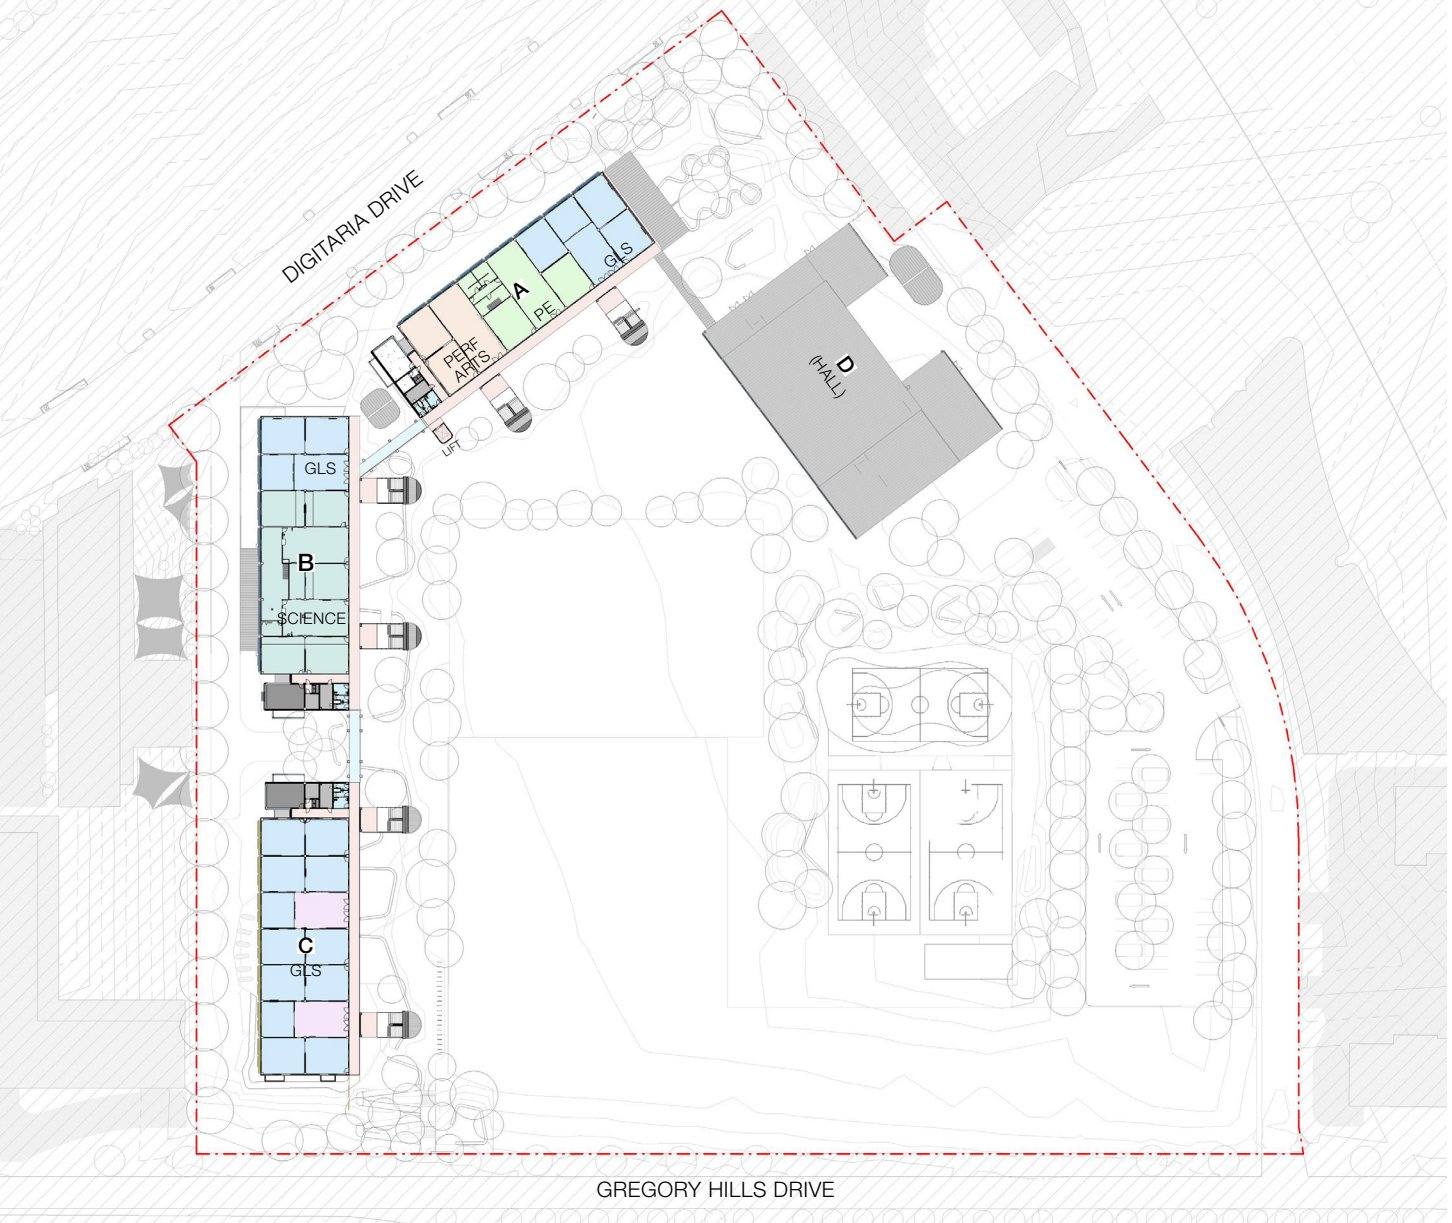 DIGITARIA DRIVE
GLS
A
PE
PERF
ARTS
LIFT
D
(HALL)
GLS
B
SCIENCE
C
GLS
GREGORY HILLS DRIVE